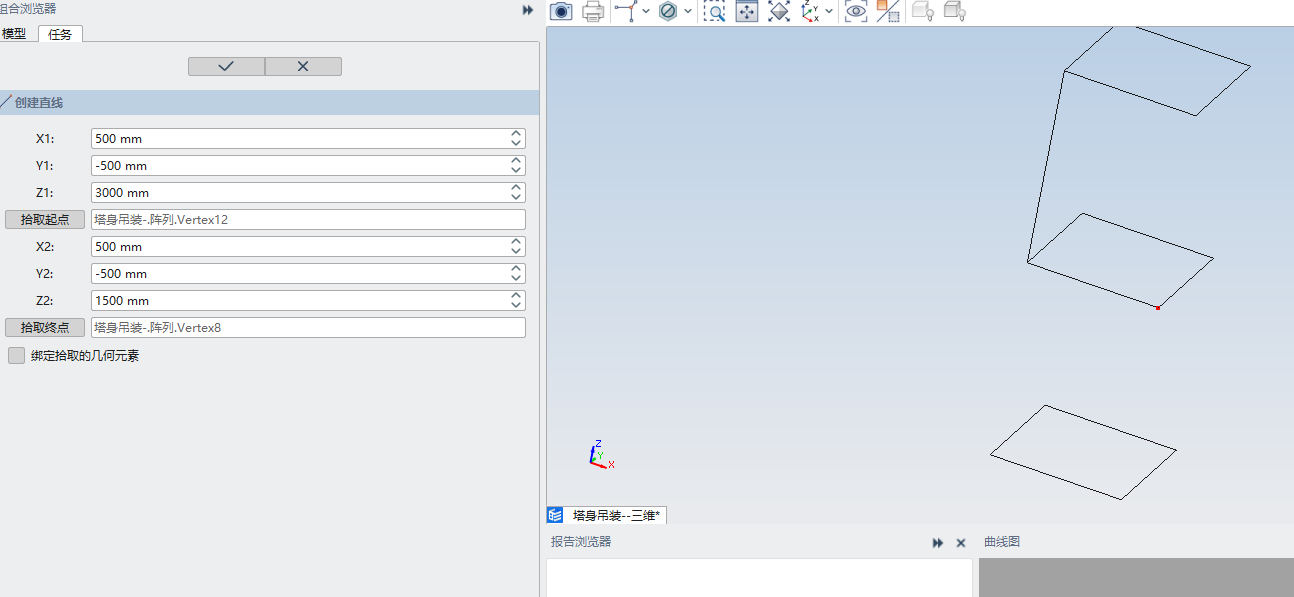 组合浏览器
模型 任务
创建直线
X1: 500 mm
Y1: -500 mm
Z1: 3000 mm
拾取起点 塔身吊装-.阵列.Vertex12
X2: 500 mm
Y2: -500 mm
Z2: 1500 mm
拾取终点 塔身吊装-.阵列.Vertex8
绑定拾取的几何元素
Z
Y
X
Z
Y
X
塔身吊装--三维*
报告浏览器
曲线图